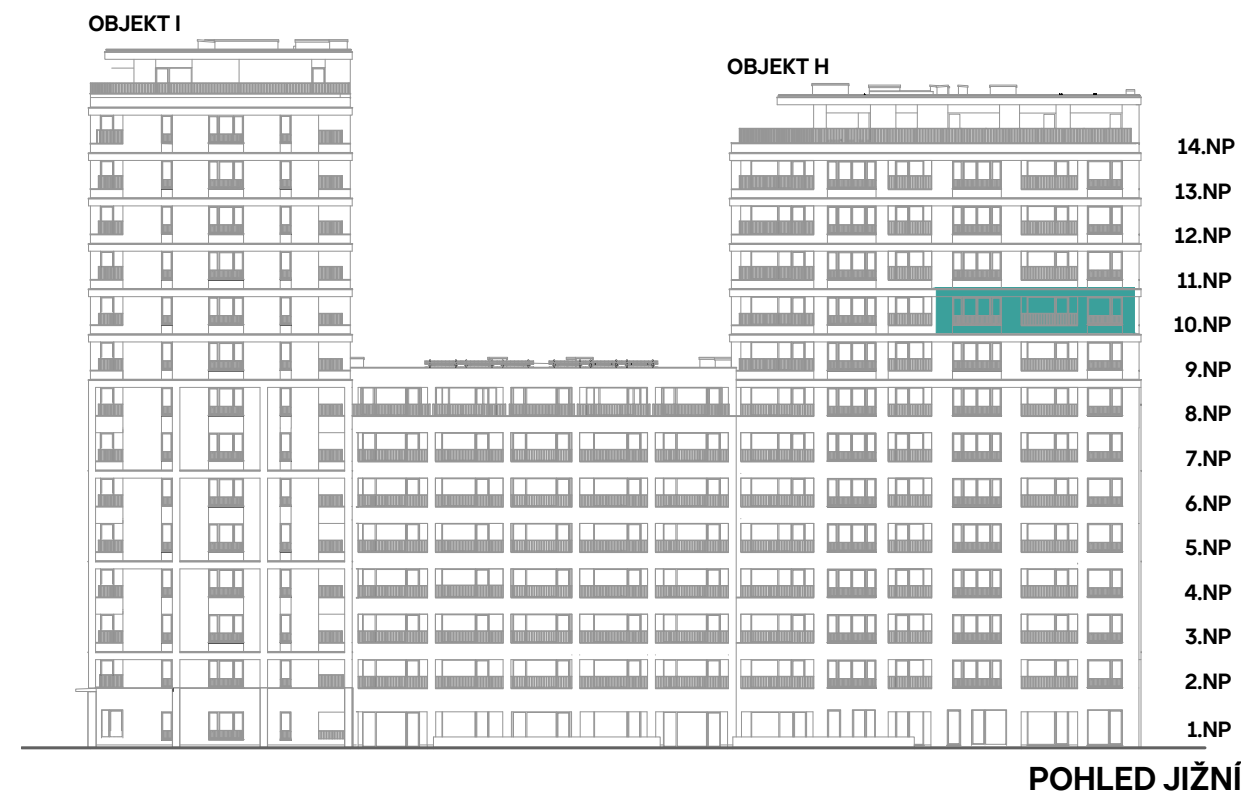 OBJEKT I
OBJEKT H
14.NP
13.NP
12.NP
11.NP
10.NP
9.NP
8.NP
7.NP
6.NP
5.NP
4.NP
3.NP
2.NP
1.NP
POHLED JIŽNÍ